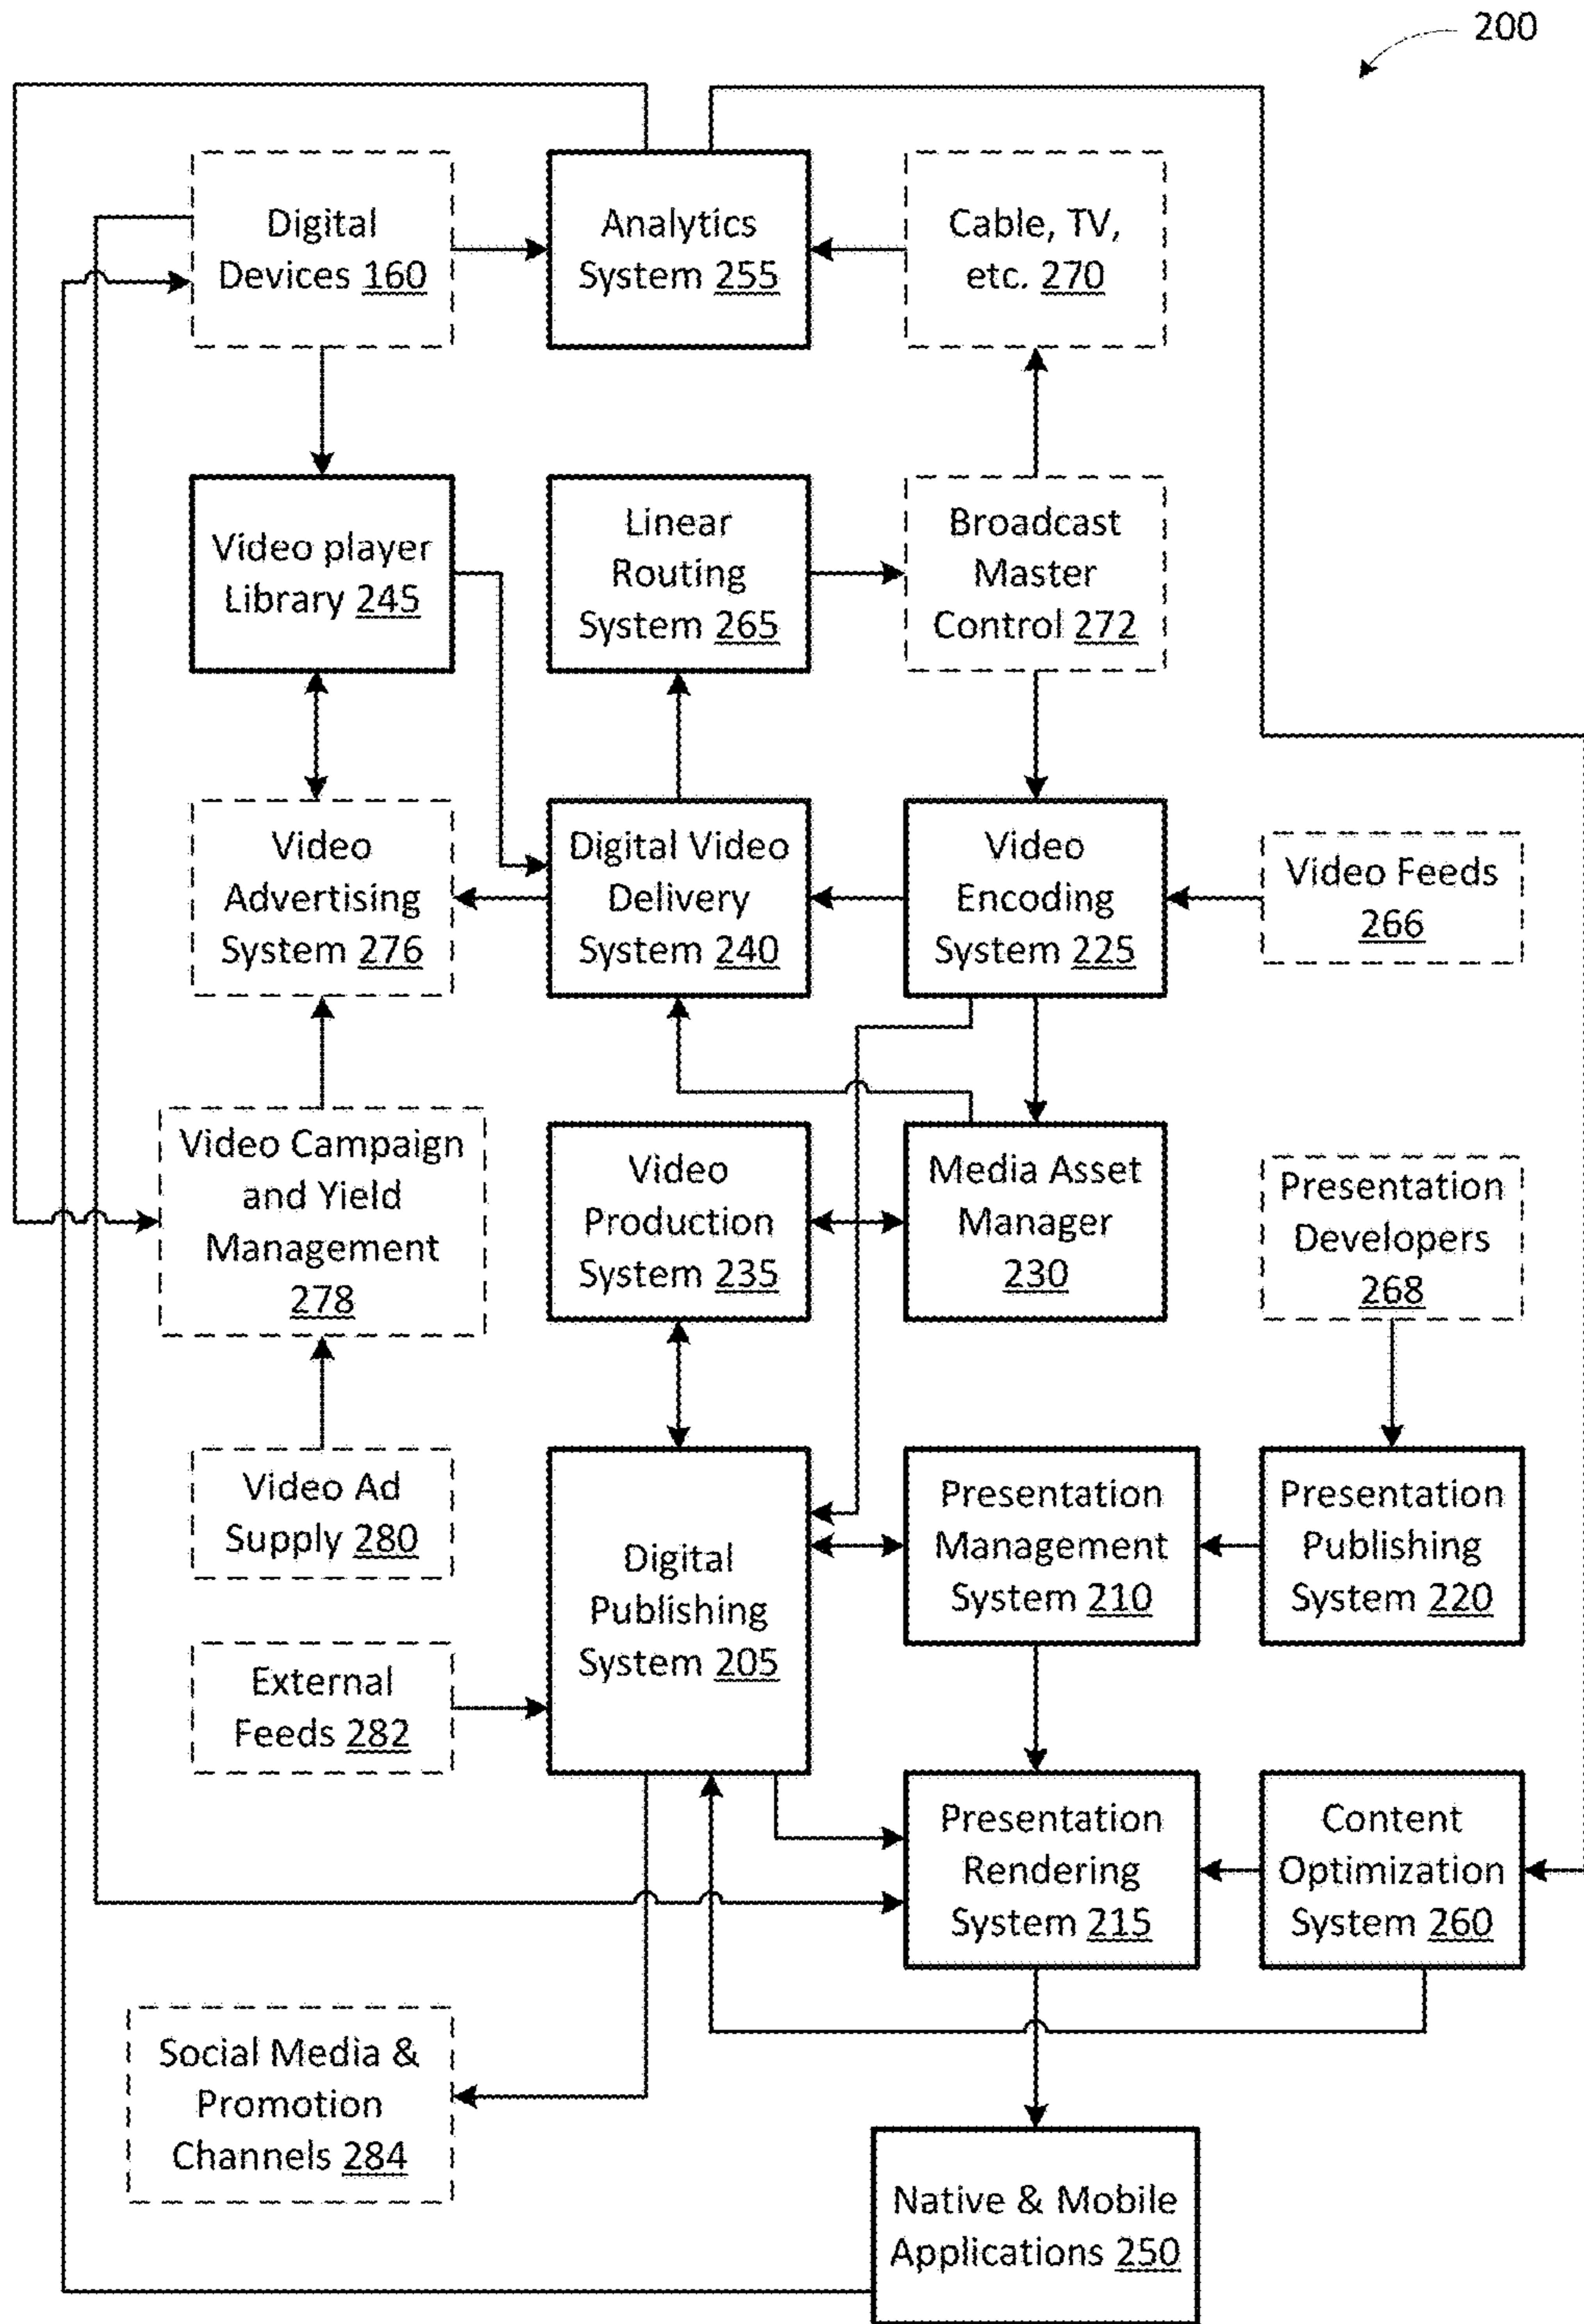 200
Digital
Devices 160
Analytics
System 255
Cable, TV,
etc. 270
Video player
Library 245
Linear
Routing
System 265
Broadcast
Master
Control 272
Video
Advertising
System 276
Digital Video
Delivery
System 240
Video
Encoding
System 225
Video Feeds
266
Video Campaign
and Yield
Management
278
Video
Production
System 235
Media Asset
Manager
230
Presentation
Developers
268
Video Ad
Supply 280
Digital
Publishing
System 205
Presentation
Management
System 210
Presentation
Publishing
System 220
External
Feeds 282
Presentation
Rendering
System 215
Content
Optimization
System 260
Social Media &
Promotion
Channels 284
Native & Mobile
Applications 250